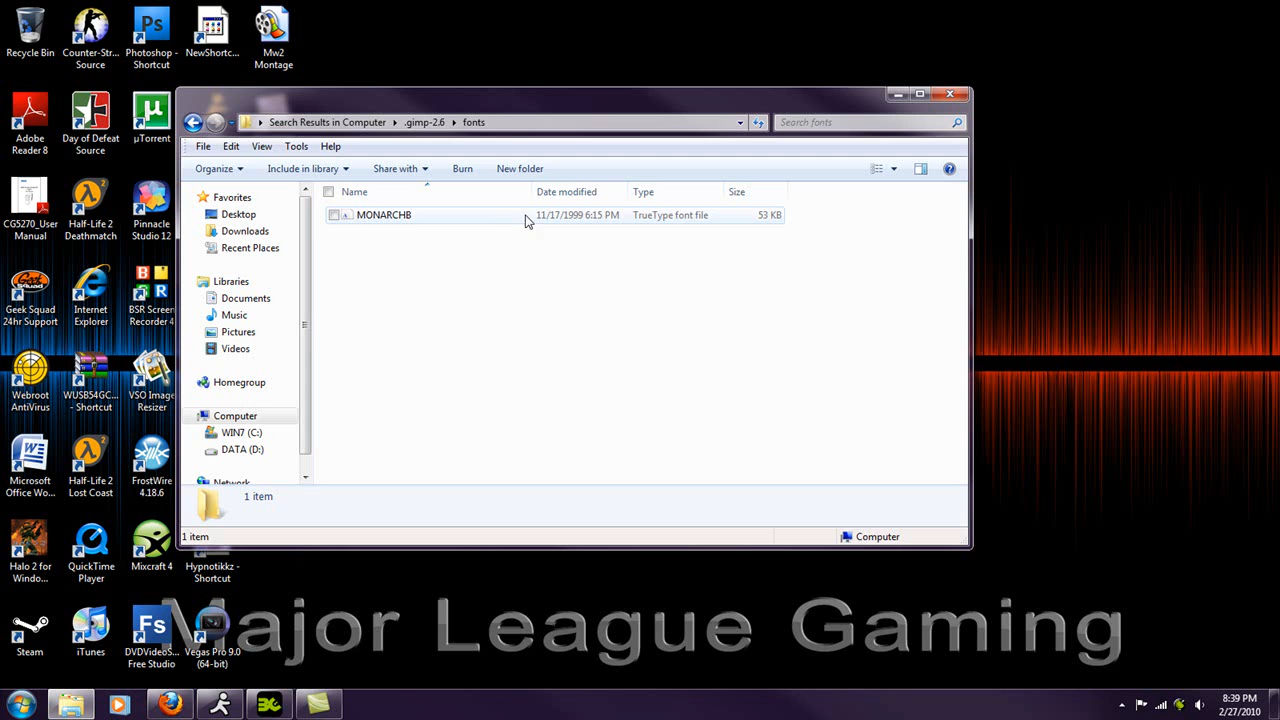 Recycle Bin
Counter-Str...
Source
Photoshop -
Shortcut
NewShortc...
Mw2
Montage
Adobe
Reader 8
Day of Defeat
Source
µTorrent
CG5270_User
Manual
Half-Life 2
Deathmatch
Pinnacle
Studio 12
Geek Squad
24hr Support
Internet
Explorer
BSR Screen
Recorder 4
Webroot
AntiVirus
WUSB54GC...
- Shortcut
VSO Image
Resizer
Microsoft
Office Wo...
Half-Life 2
Lost Coast
FrostWire
4.18.6
Halo 2 for
Windo...
QuickTime
Player
Mixcraft 4
Hypnotikkz -
Shortcut
Steam
iTunes
DVDVideoS...
Free Studio
Vegas Pro 9.0
(64-bit)
Search Results in Computer
.gimp-2.6
fonts
Search fonts
File Edit View Tools Help
Organize Include in library Share with Burn New folder
Name Date modified Type Size
MONARCHB 11/17/1999 6:15 PM TrueType font file 53 KB
Favorites
Desktop
Downloads
Recent Places
Libraries
Documents
Music
Pictures
Videos
Homegroup
Computer
WIN7 (C:)
DATA (D:)
Network
1 item
1 item
Computer
Major League Gaming
8:39 PM
2/27/2010